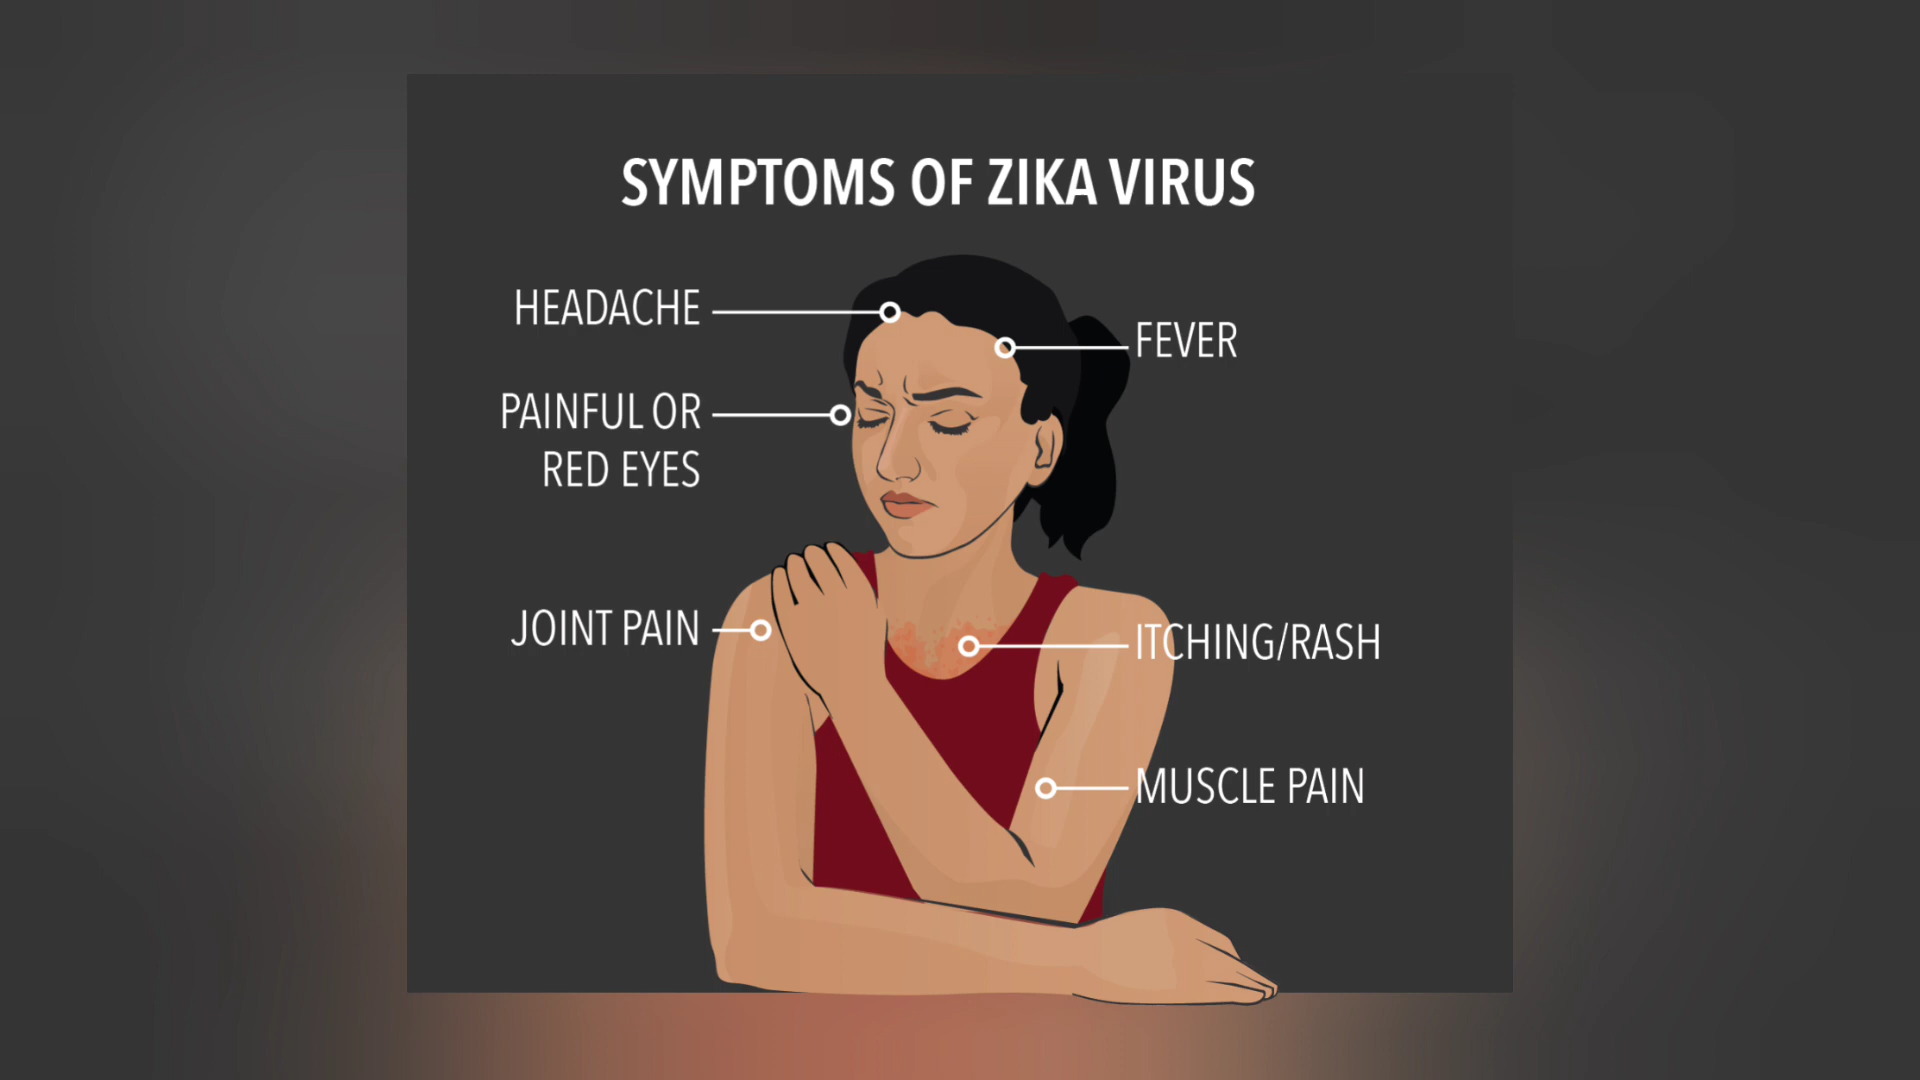 SYMPTOMS OF ZIKA VIRUS
HEADACHE
FEVER
PAINFUL OR
RED EYES
JOINT PAIN
ITCHING/RASH
MUSCLE PAIN